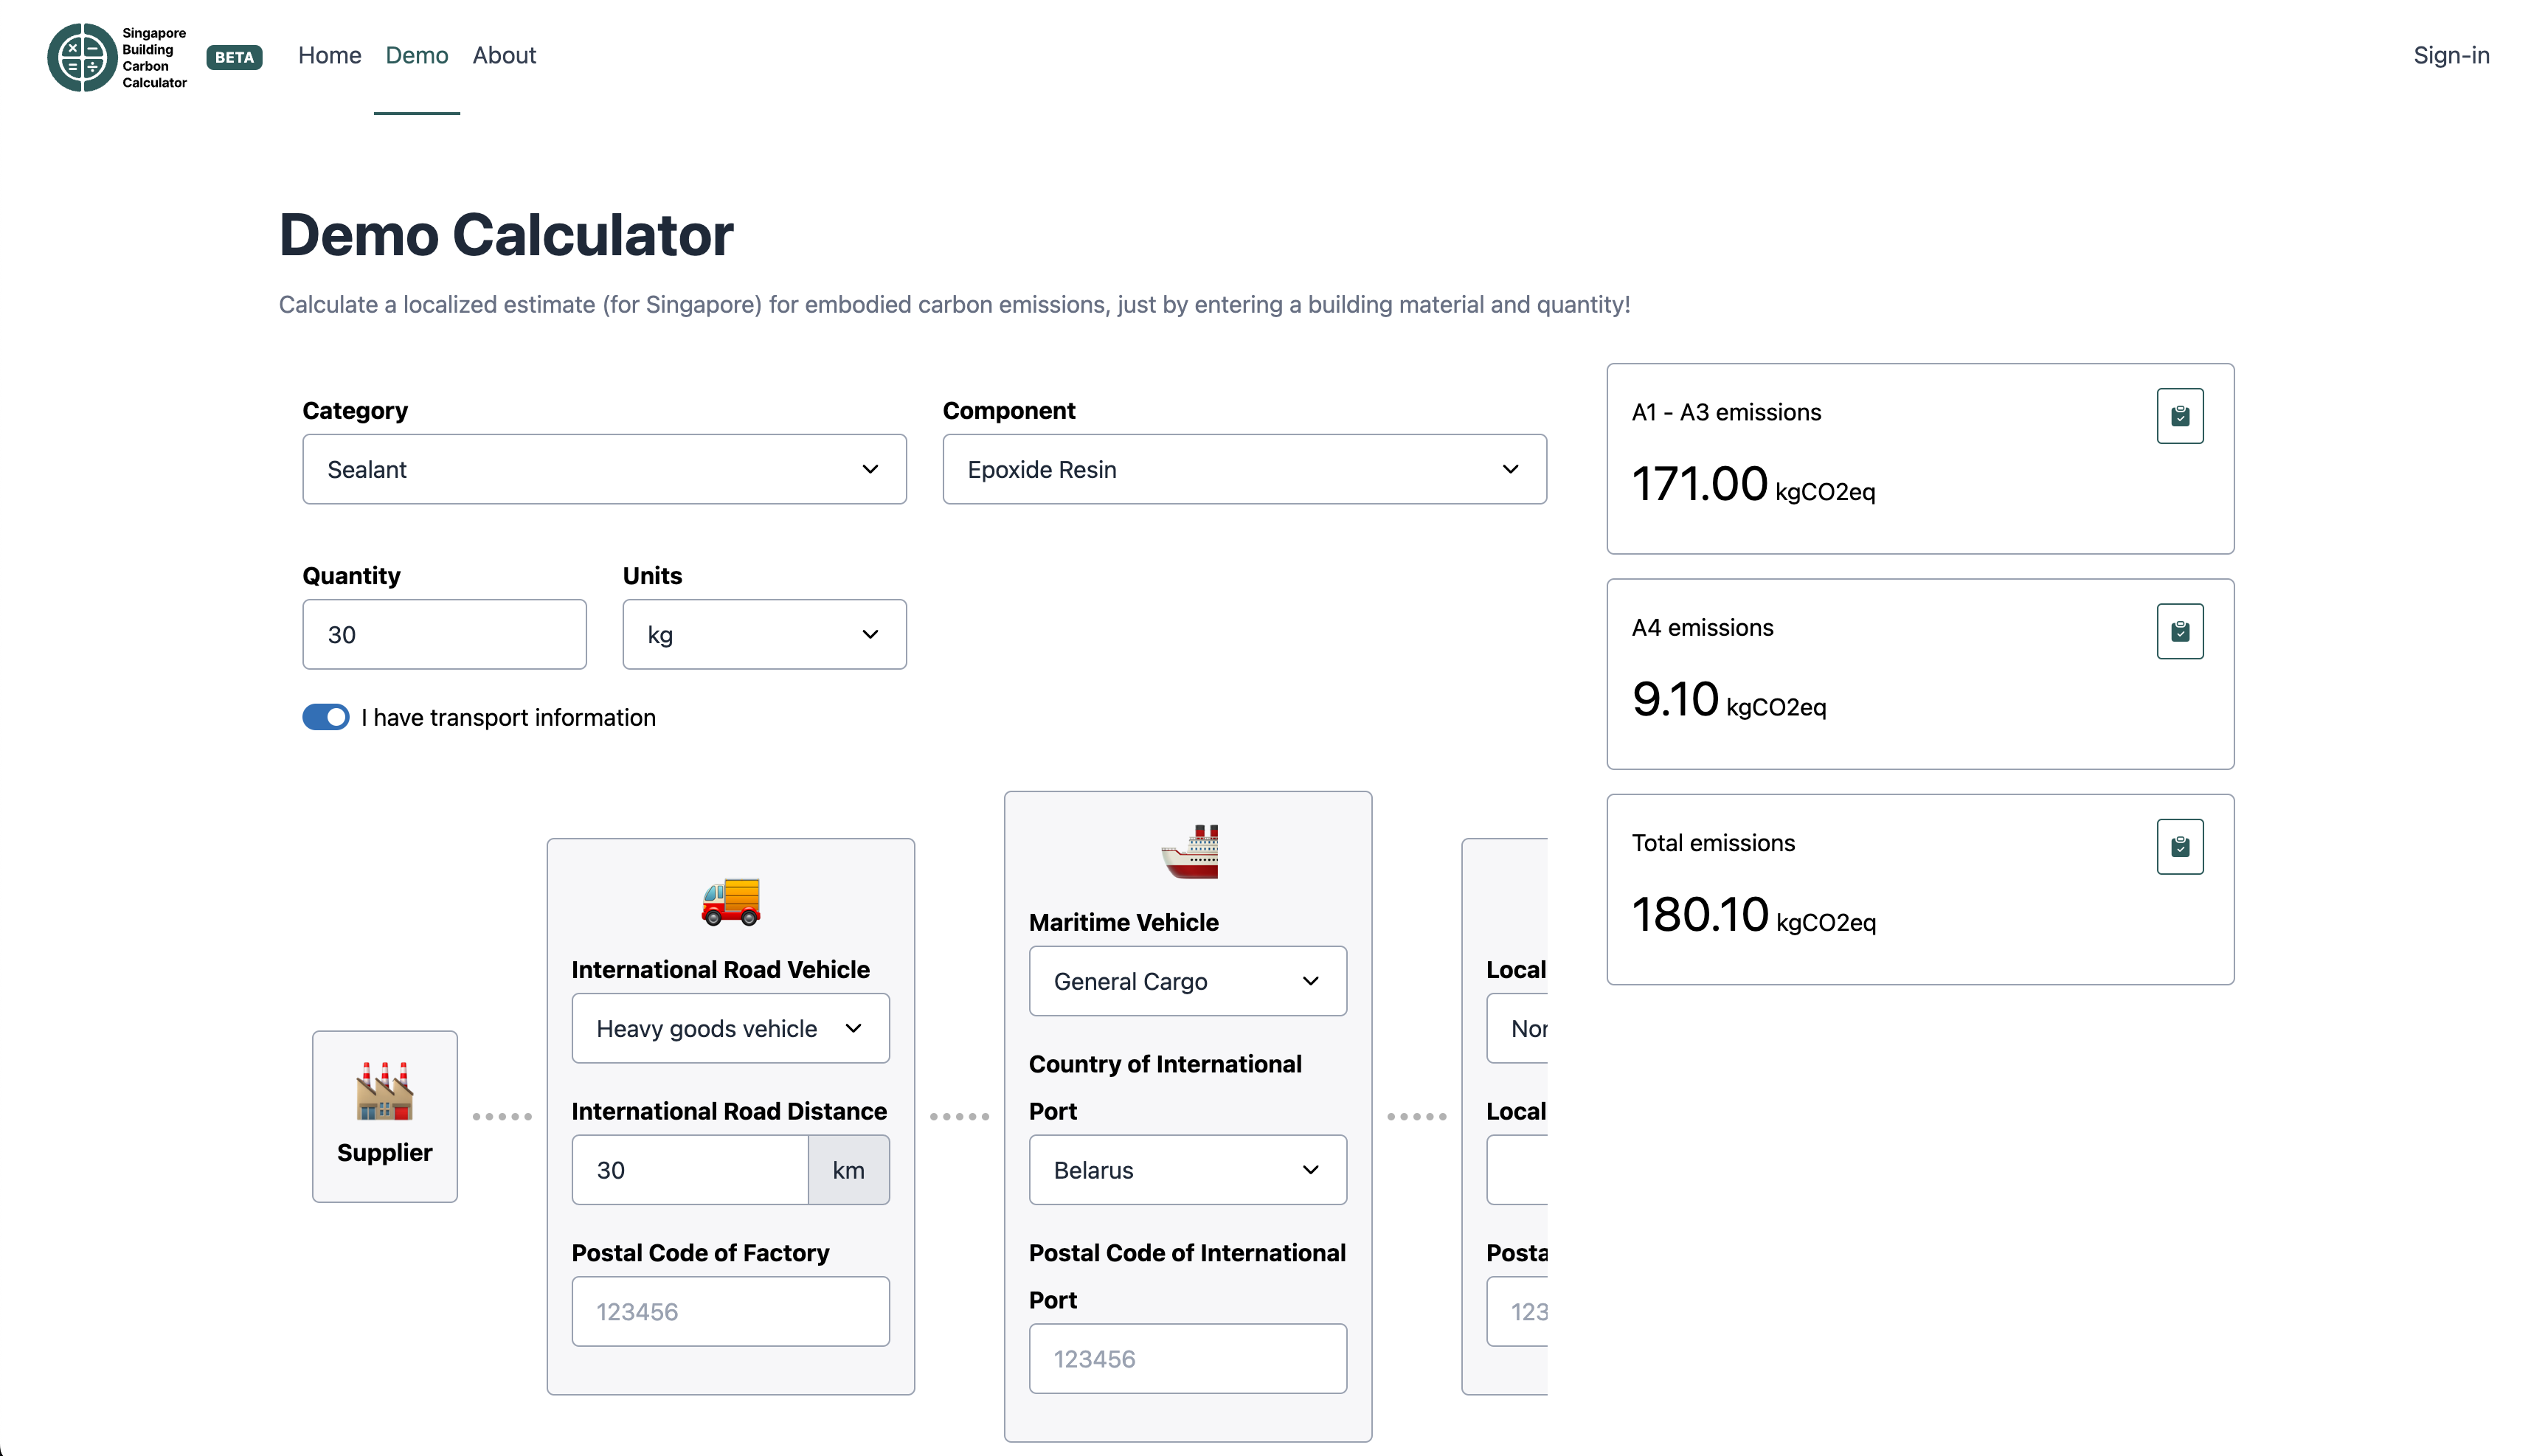 Singapore
Building
Carbon
Calculator
BETA
Home
Demo
About
Sign-in
Demo Calculator
Calculate a localized estimate (for Singapore) for embodied carbon emissions, just by entering a building material and quantity!
Category
Component
Sealant
Epoxide Resin
Quantity
Units
30
kg
I have transport information
Supplier
International Road Vehicle
Heavy goods vehicle
International Road Distance
30
km
Postal Code of Factory
123456
Maritime Vehicle
General Cargo
Country of International
Port
Belarus
Postal Code of International
Port
123456
Local
Local
123
A1 - A3 emissions
171.00 kgCO2eq
A4 emissions
9.10 kgCO2eq
Total emissions
180.10 kgCO2eq